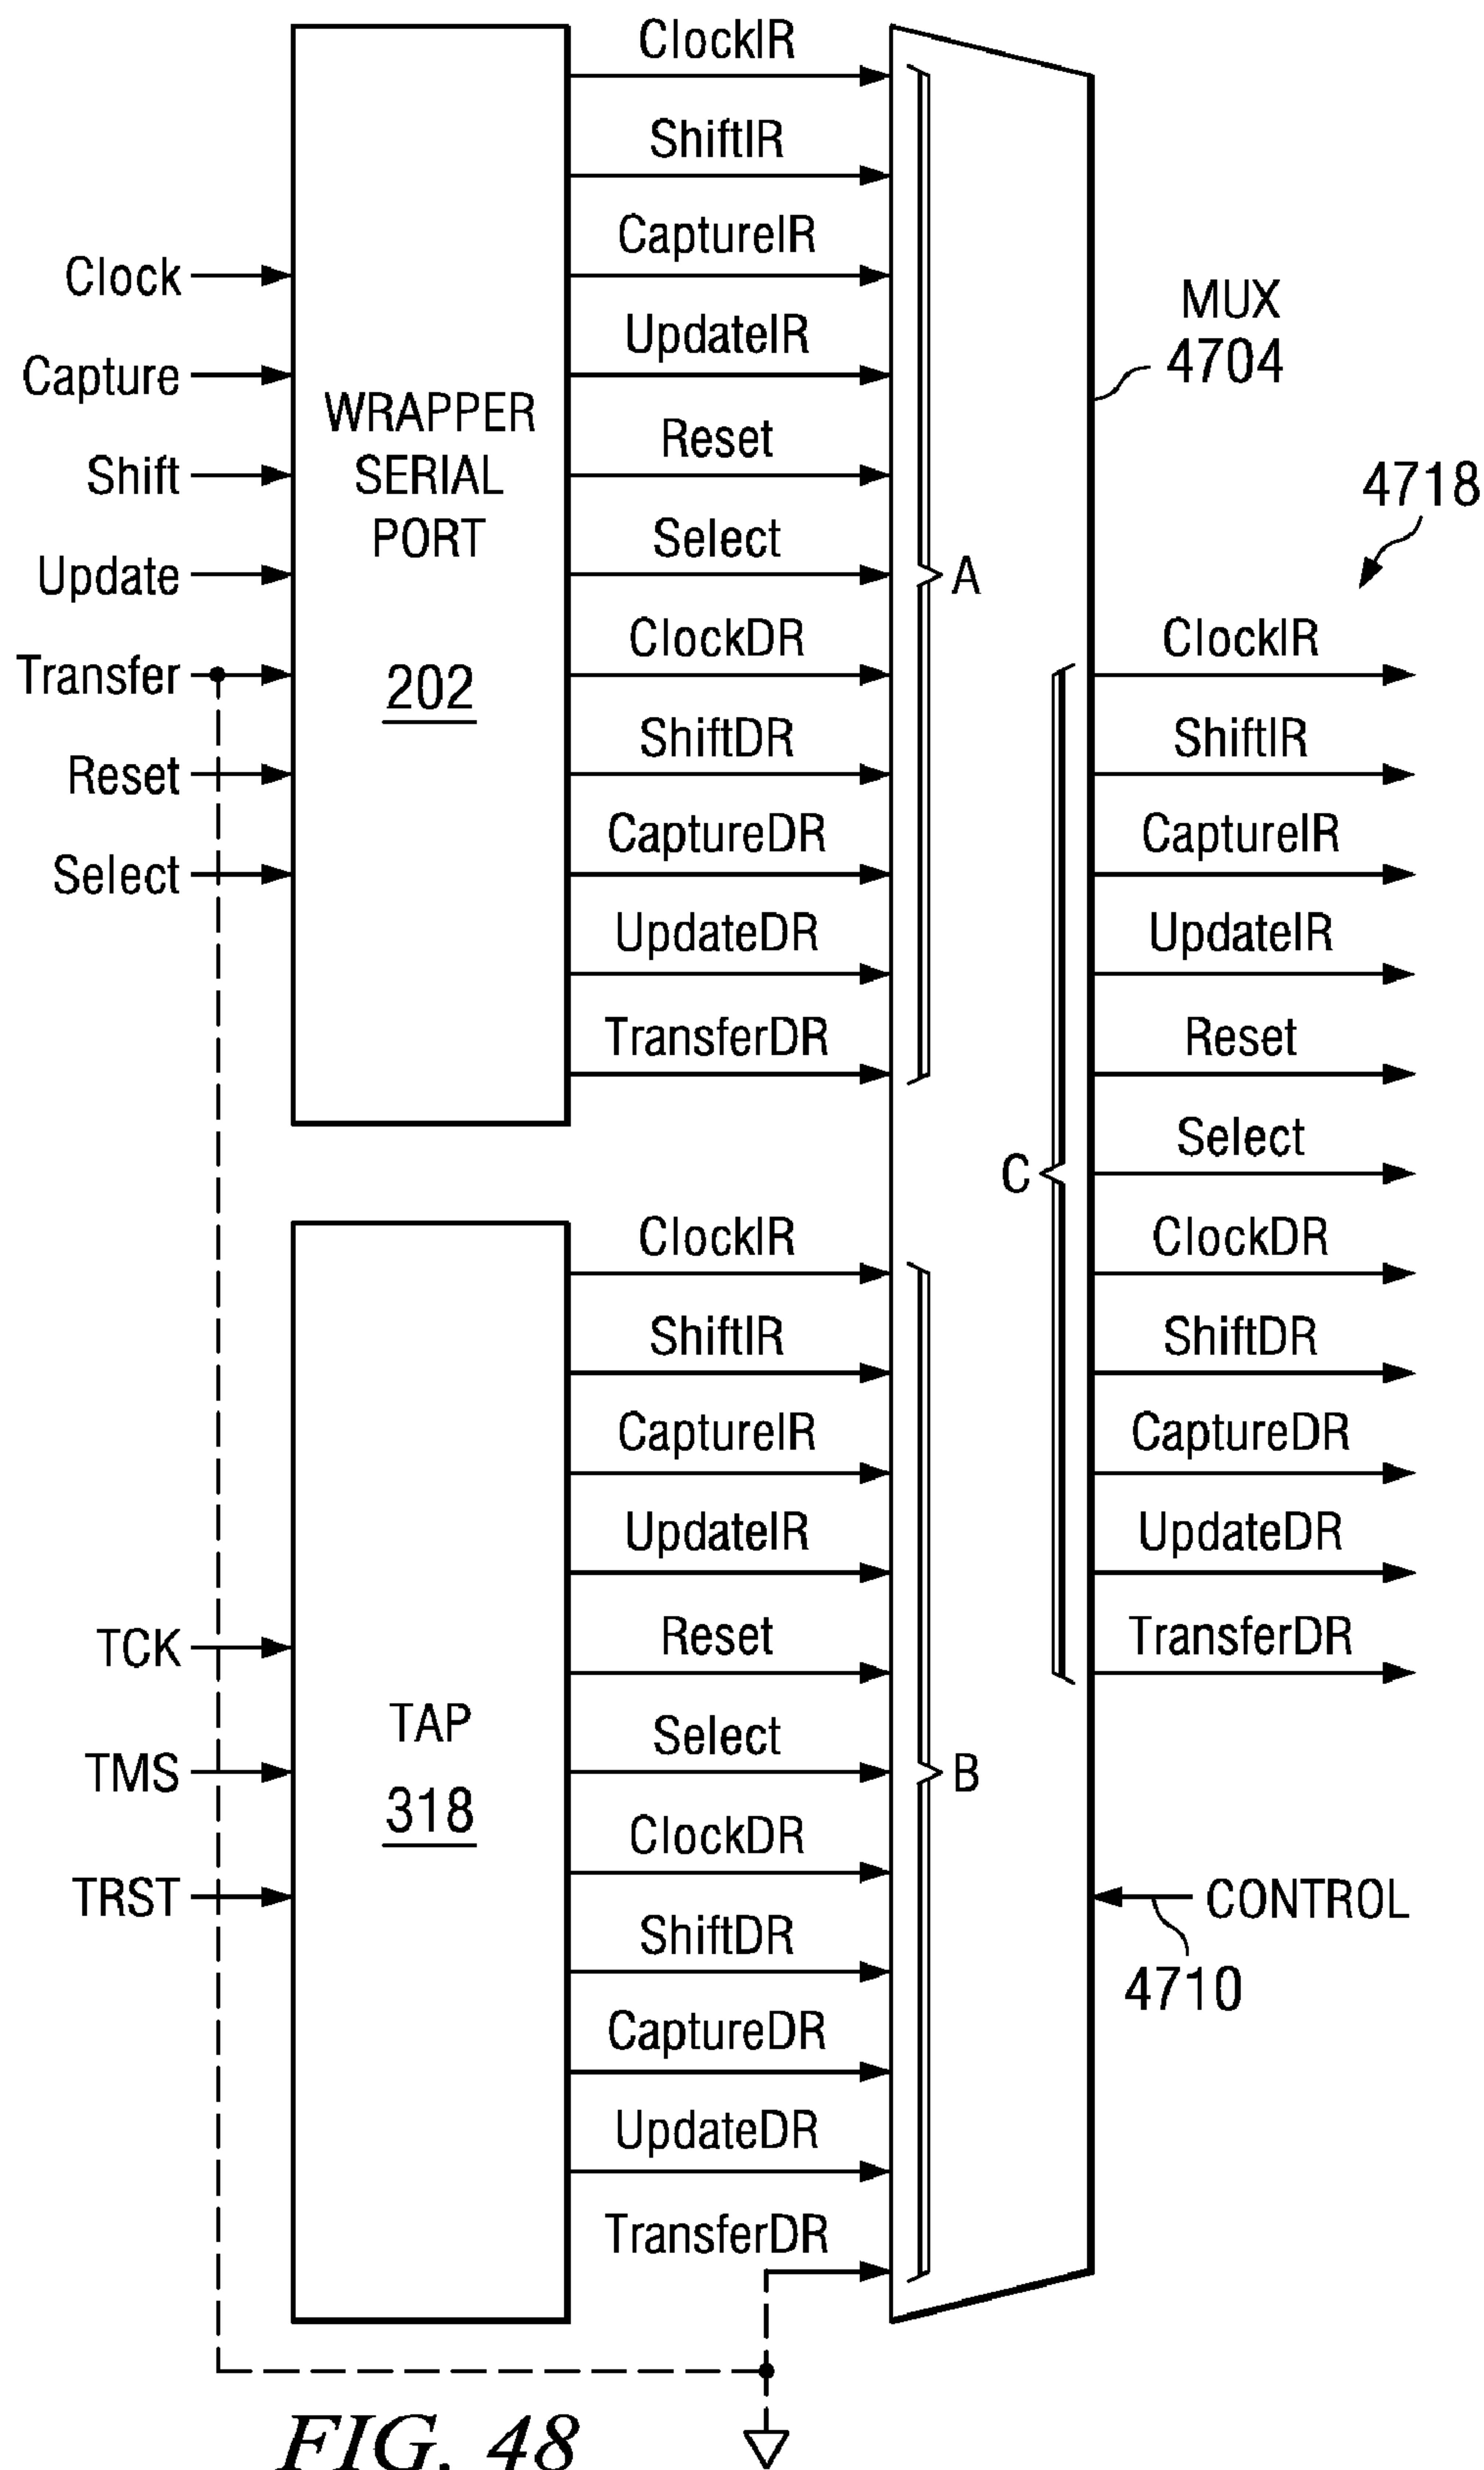 Clock
Capture
Shift
Update
Transfer
Reset
Select
WRAPPER
SERIAL
PORT
202
ClockIR
ShiftIR
CaptureIR
UpdateIR
Reset
Select
ClockDR
ShiftDR
CaptureDR
UpdateDR
TransferDR
A
TCK
TMS
TRST
TAP
318
ClockIR
ShiftIR
CaptureIR
UpdateIR
Reset
Select
ClockDR
ShiftDR
CaptureDR
UpdateDR
TransferDR
B
MUX
4704
4718
C
ClockIR
ShiftIR
CaptureIR
UpdateIR
Reset
Select
ClockDR
ShiftDR
CaptureDR
UpdateDR
TransferDR
CONTROL
4710
FIG. 48